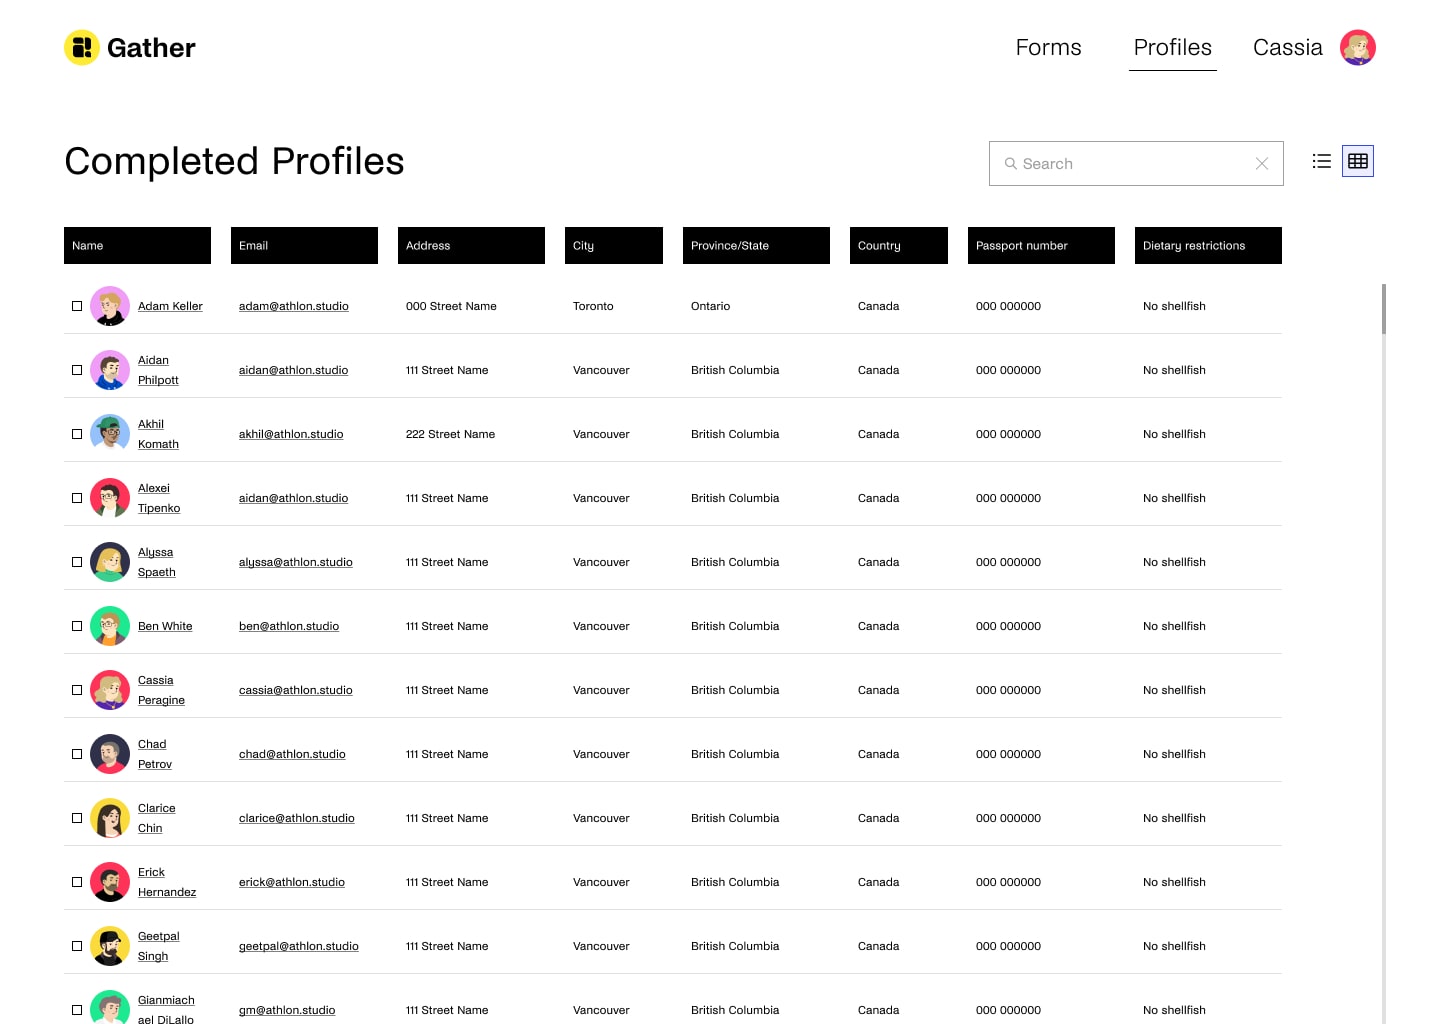 Gather
Forms Profiles Cassia
Completed Profiles
Search
Name Email Address City Province/State Country Passport number Dietary restrictions
Adam Keller adam@athlon.studio 000 Street Name Toronto Ontario Canada 000 000000 No shellfish
Aidan
Philpott aidan@athlon.studio 111 Street Name Vancouver British Columbia Canada 000 000000 No shellfish
Akhil
Komath akhil@athlon.studio 222 Street Name Vancouver British Columbia Canada 000 000000 No shellfish
Alexei
Tipenko aidan@athlon.studio 111 Street Name Vancouver British Columbia Canada 000 000000 No shellfish
Alyssa
Spaeth alyssa@athlon.studio 111 Street Name Vancouver British Columbia Canada 000 000000 No shellfish
Ben White ben@athlon.studio 111 Street Name Vancouver British Columbia Canada 000 000000 No shellfish
Cassia
Peragine cassia@athlon.studio 111 Street Name Vancouver British Columbia Canada 000 000000 No shellfish
Chad
Petrov chad@athlon.studio 111 Street Name Vancouver British Columbia Canada 000 000000 No shellfish
Clarice
Chin clarice@athlon.studio 111 Street Name Vancouver British Columbia Canada 000 000000 No shellfish
Erick
Hernandez erick@athlon.studio 111 Street Name Vancouver British Columbia Canada 000 000000 No shellfish
Geetpal
Singh geetpal@athlon.studio 111 Street Name Vancouver British Columbia Canada 000 000000 No shellfish
Gianmiach
ael DiLallo gm@athlon.studio 111 Street Name Vancouver British Columbia Canada 000 000000 No shellfish